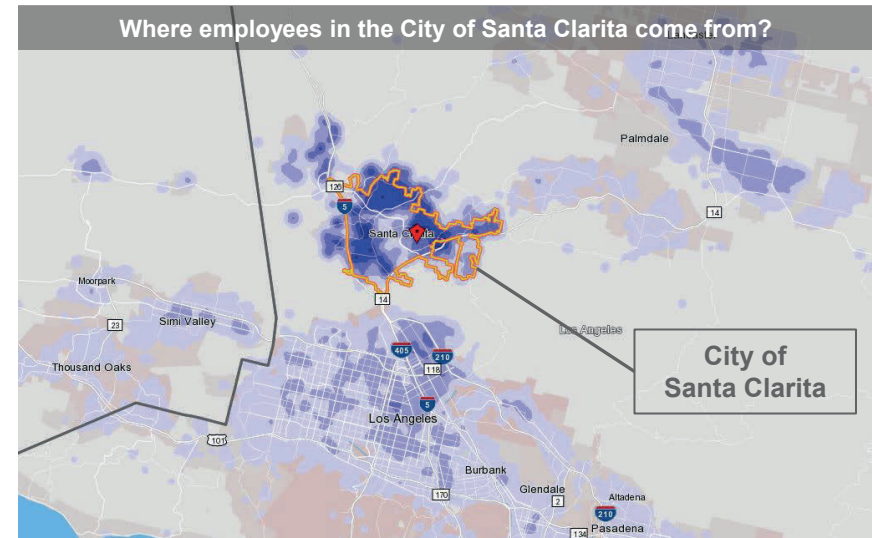 Where employees in the City of Santa Clarita come from?
Lancaster
Palmdale
126
5
14
Santa Clarita
Moorpark
14
23
Simi Valley
Los Angeles
405
210
118
Thousand Oaks
City of
Santa Clarita
5
Los Angeles
101
Burbank
170
Glendale
2
Altadena
210
134
Pasadena